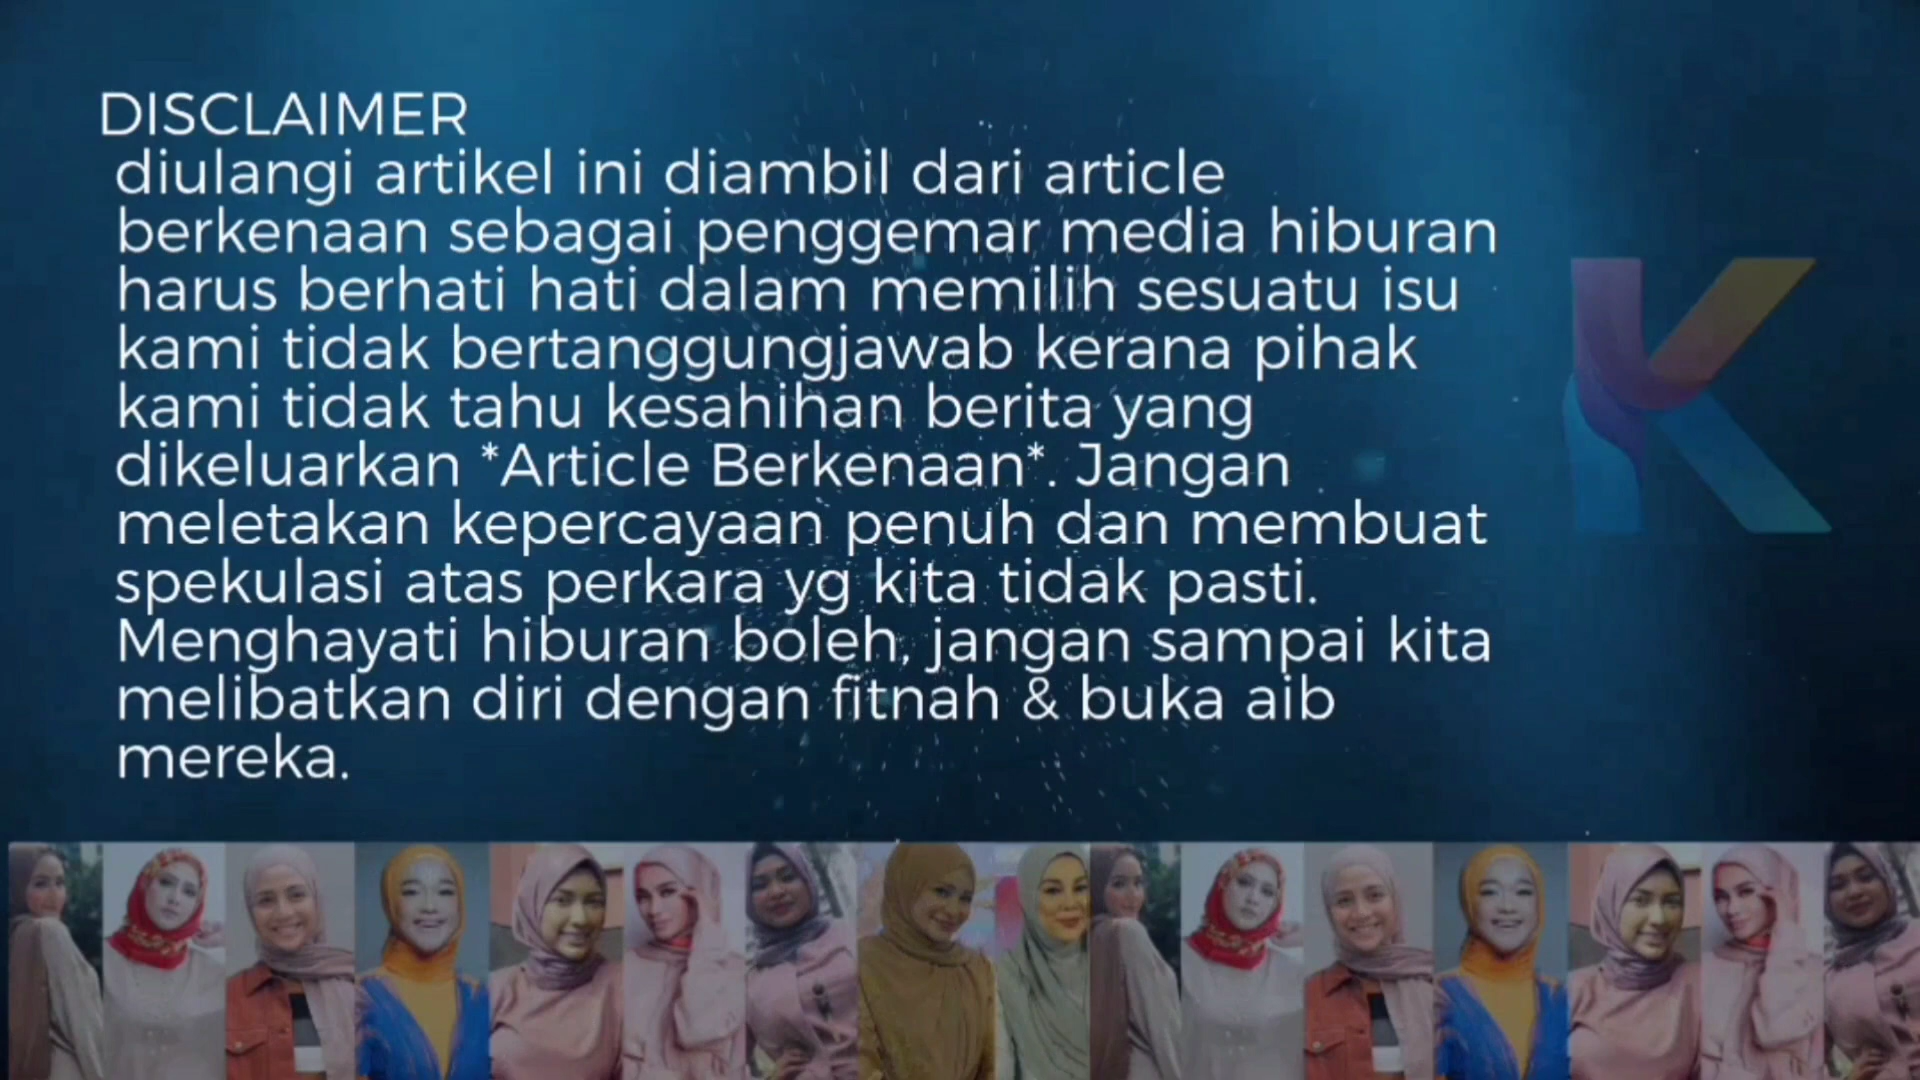 DISCLAIMER
diulangi artikel ini diambil dari article
berkenaan sebagai penggemar media hiburan
harus berhati hati dalam memilih sesuatu isu
kami tidak bertanggungjawab kerana pihak
kami tidak tahu kesahihan berita yang
dikeluarkan *Article Berkenaan*. Jangan
meletakan kepercayaan penuh dan membuat
spekulasi atas perkara yg kita tidak pasti.
Menghayati hiburan boleh, jangan sampai kita
melibatkan diri dengan fitnah & buka aib
mereka.
K